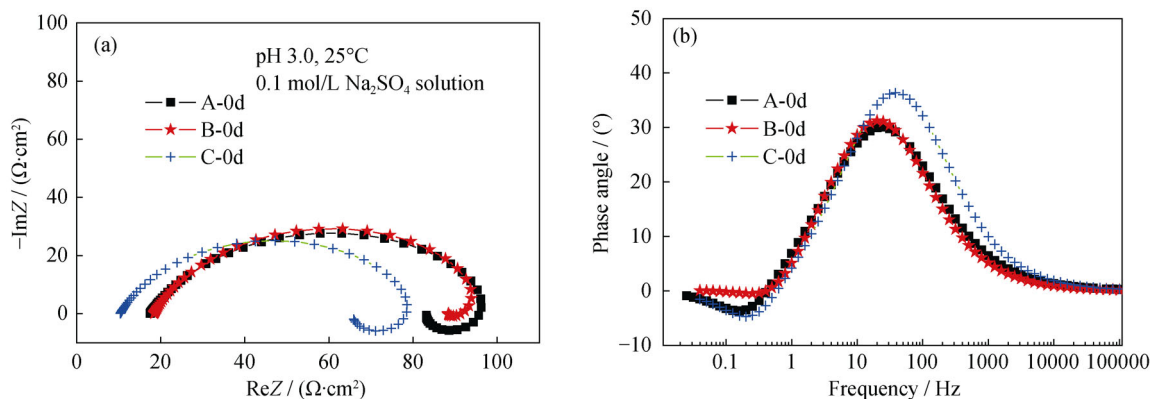 (a)
pH 3.0, 25°C
0.1 mol/L Na₂SO₄ solution
A-0d
B-0d
C-0d
100
80
60
40
20
0
0 20 40 60 80 100
−ImZ / (Ω·cm²)
ReZ / (Ω·cm²)
(b)
A-0d
B-0d
C-0d
50
40
30
20
10
0
−10
0.1 1 10 100 1000 10000 100000
Phase angle / (°)
Frequency / Hz